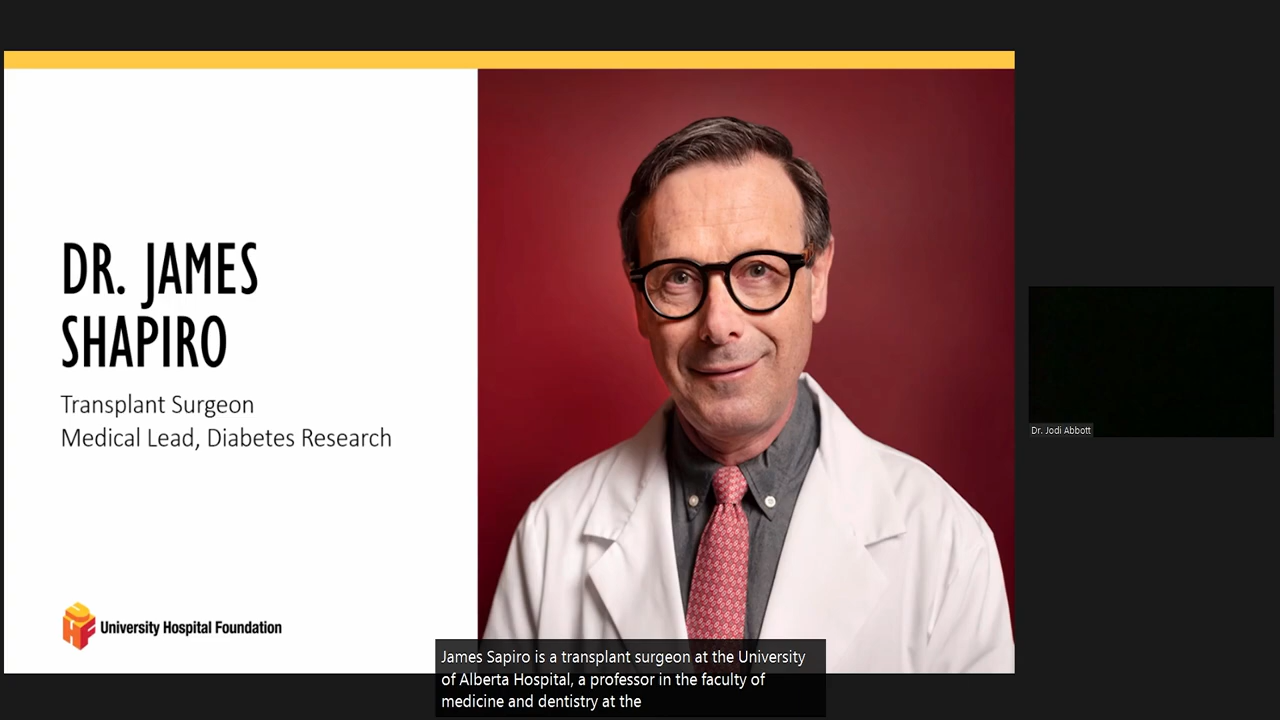 DR. JAMES
SHAPIRO
Transplant Surgeon
Medical Lead, Diabetes Research
University Hospital Foundation
Dr. Jodi Abbott
James Sapiro is a transplant surgeon at the University
of Alberta Hospital, a professor in the faculty of
medicine and dentistry at the